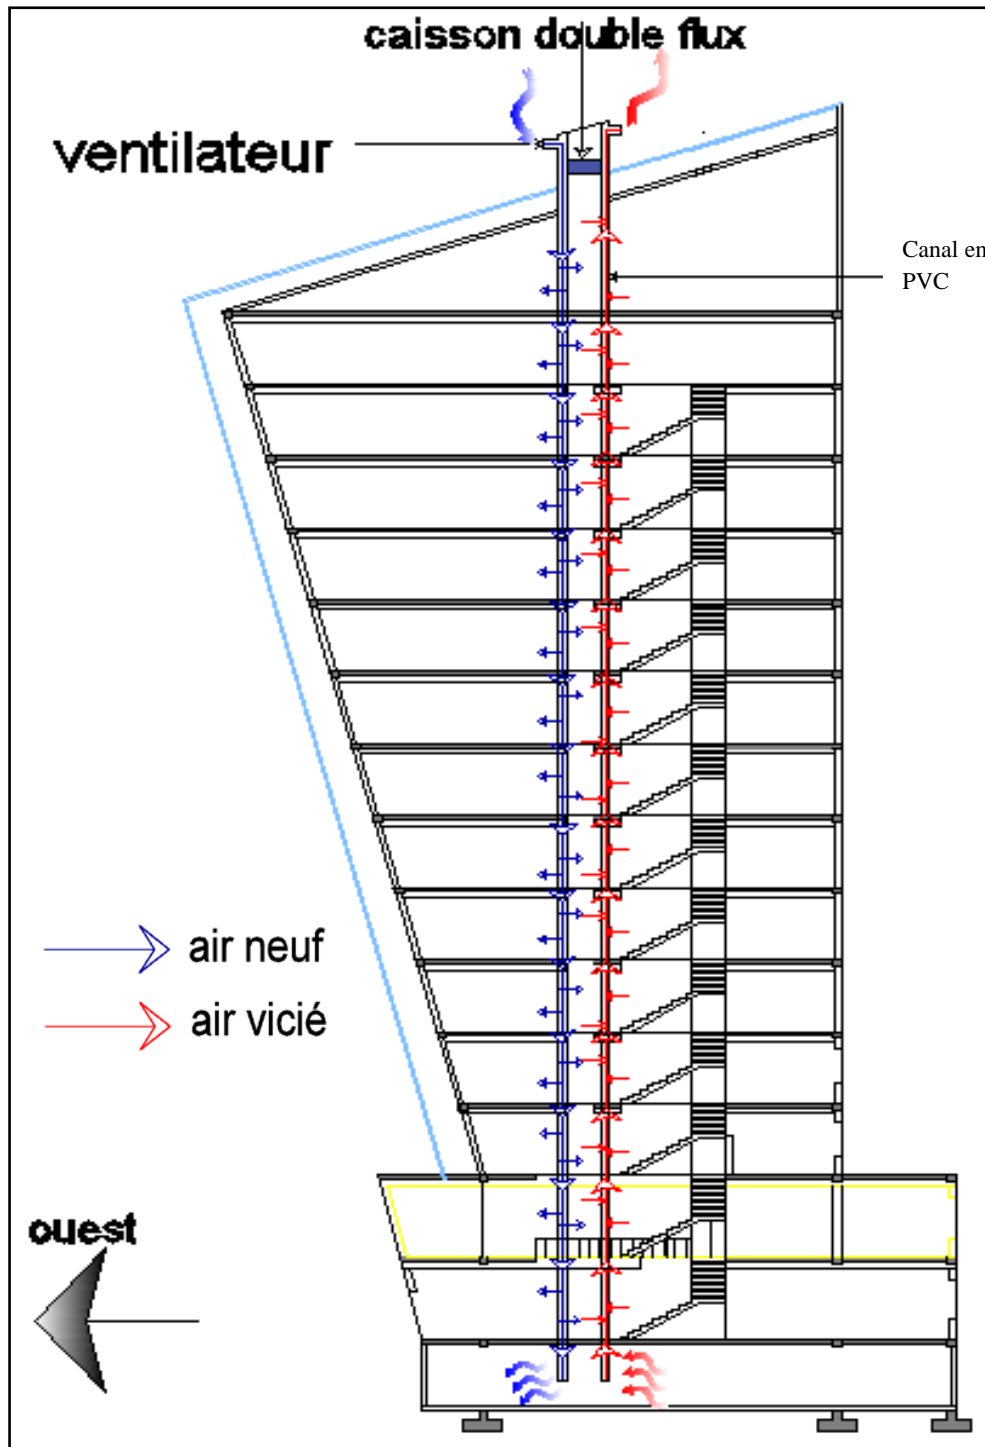 caisson double flux
ventilateur
Canal en
PVC
air neuf
air vicié
ouest